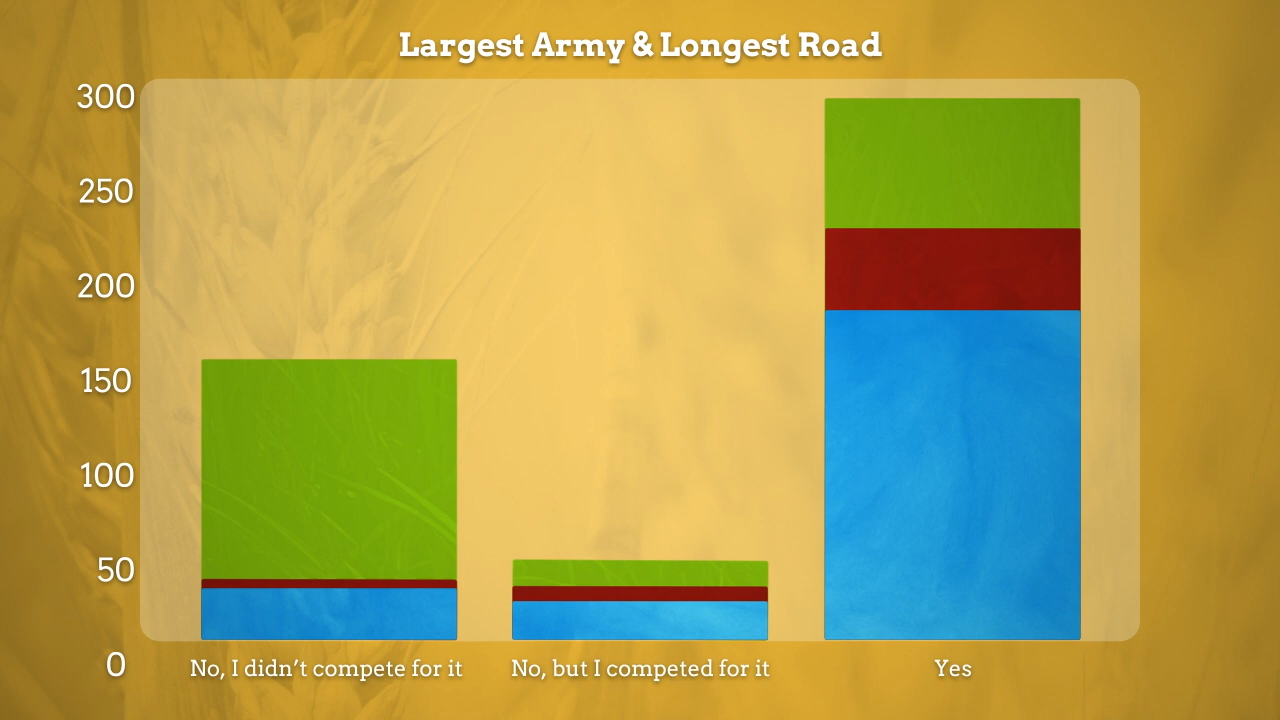 Largest Army & Longest Road
300
250
200
150
100
50
0
No, I didn’t compete for it
No, but I competed for it
Yes